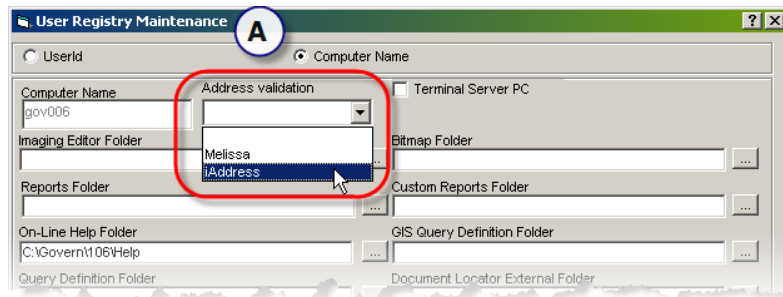 User Registry Maintenance
A
UserId Computer Name
Computer Name Address validation Terminal Server PC
gov006
Imaging Editor Folder Bitmap Folder
Melissa
...
iAddress
Reports Folder Custom Reports Folder
...
On-Line Help Folder GIS Query Definition Folder
C:\Govern\106\Help ... ...
Query Definition Folder Document Locator External Folder